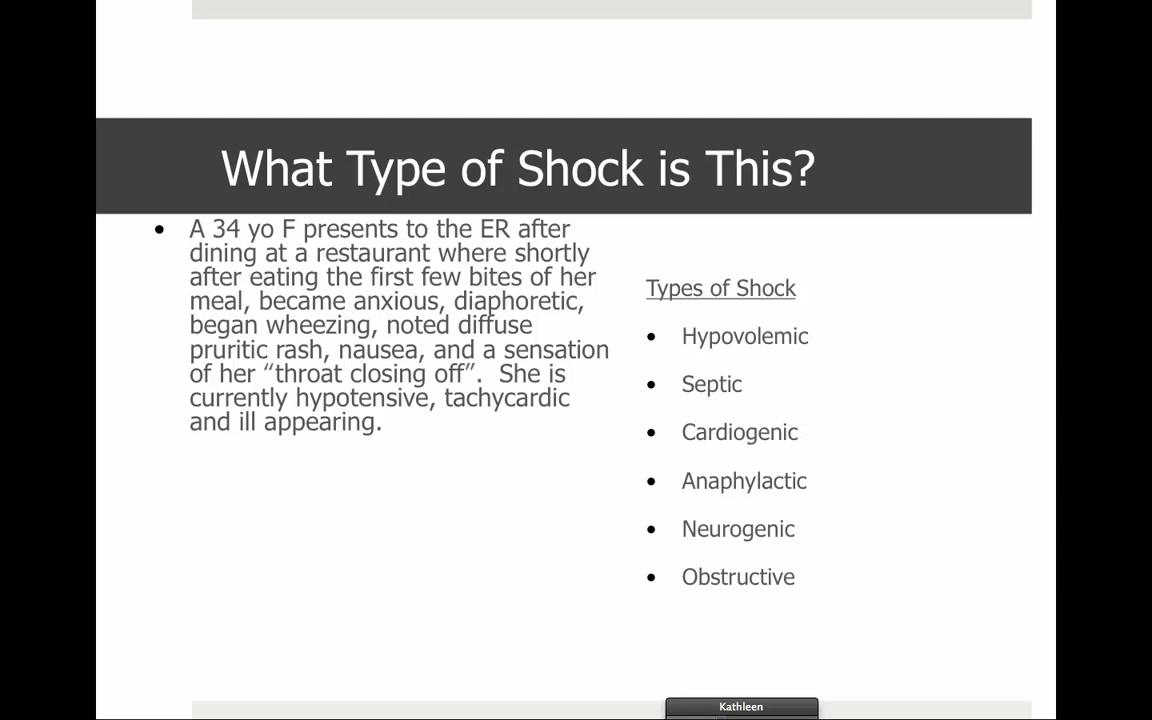 What Type of Shock is This?
• A 34 yo F presents to the ER after
dining at a restaurant where shortly
after eating the first few bites of her
meal, became anxious, diaphoretic,
began wheezing, noted diffuse
pruritic rash, nausea, and a sensation
of her “throat closing off”.  She is
currently hypotensive, tachycardic
and ill appearing.
Types of Shock
• Hypovolemic
• Septic
• Cardiogenic
• Anaphylactic
• Neurogenic
• Obstructive
Kathleen